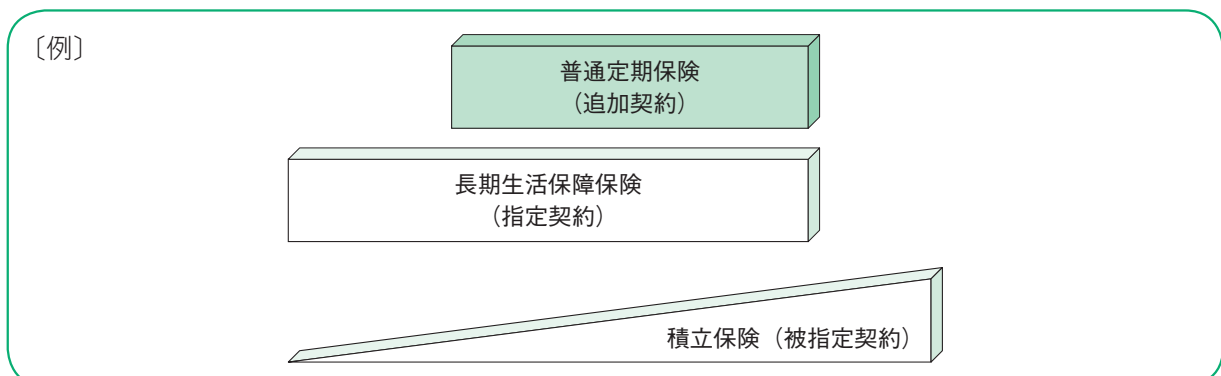 〔例〕
普通定期保険
（追加契約）
長期生活保障保険
（指定契約）
積立保険（被指定契約）